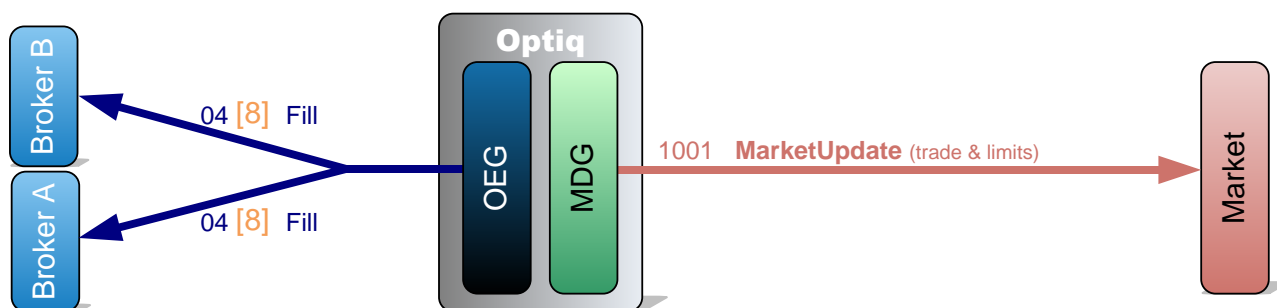 Optiq
Broker B
04 [8] Fill
OEG
MDG
1001 MarketUpdate (trade & limits)
Market
Broker A
04 [8] Fill